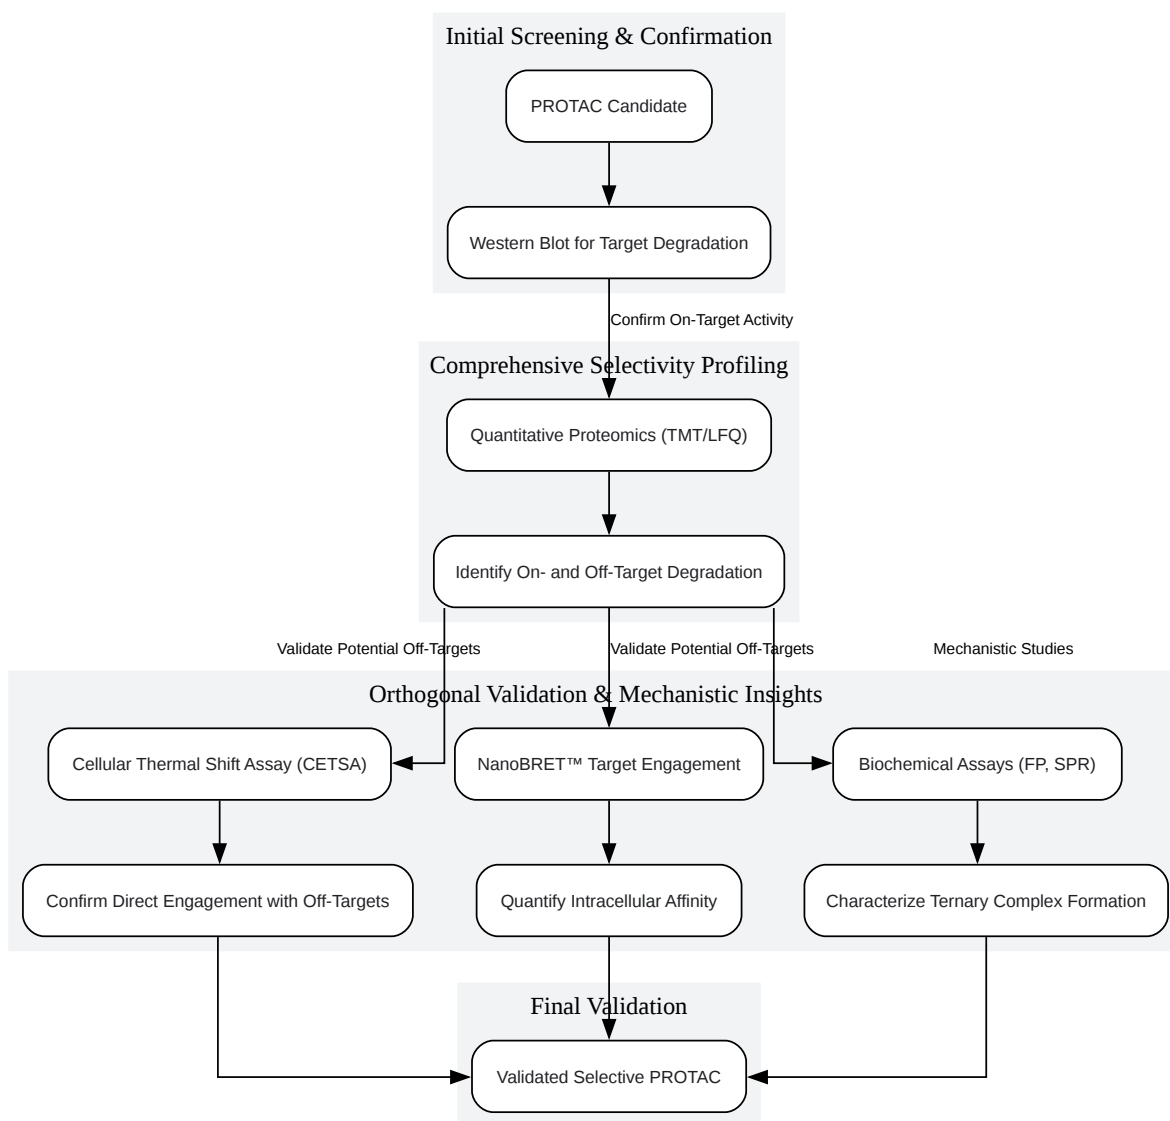 Initial Screening & Confirmation
PROTAC Candidate
Western Blot for Target Degradation
Confirm On-Target Activity
Comprehensive Selectivity Profiling
Quantitative Proteomics (TMT/LFQ)
Identify On- and Off-Target Degradation
Validate Potential Off-Targets
Validate Potential Off-Targets
Mechanistic Studies
Orthogonal Validation & Mechanistic Insights
Cellular Thermal Shift Assay (CETSA)
NanoBRET™ Target Engagement
Biochemical Assays (FP, SPR)
Confirm Direct Engagement with Off-Targets
Quantify Intracellular Affinity
Characterize Ternary Complex Formation
Final Validation
Validated Selective PROTAC